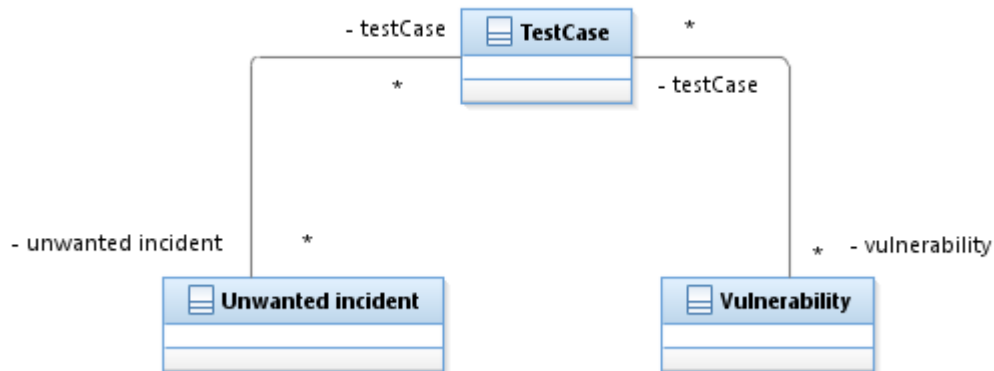 - testCase
TestCase
*
*
- testCase
- unwanted incident
*
*
- vulnerability
Unwanted incident
Vulnerability